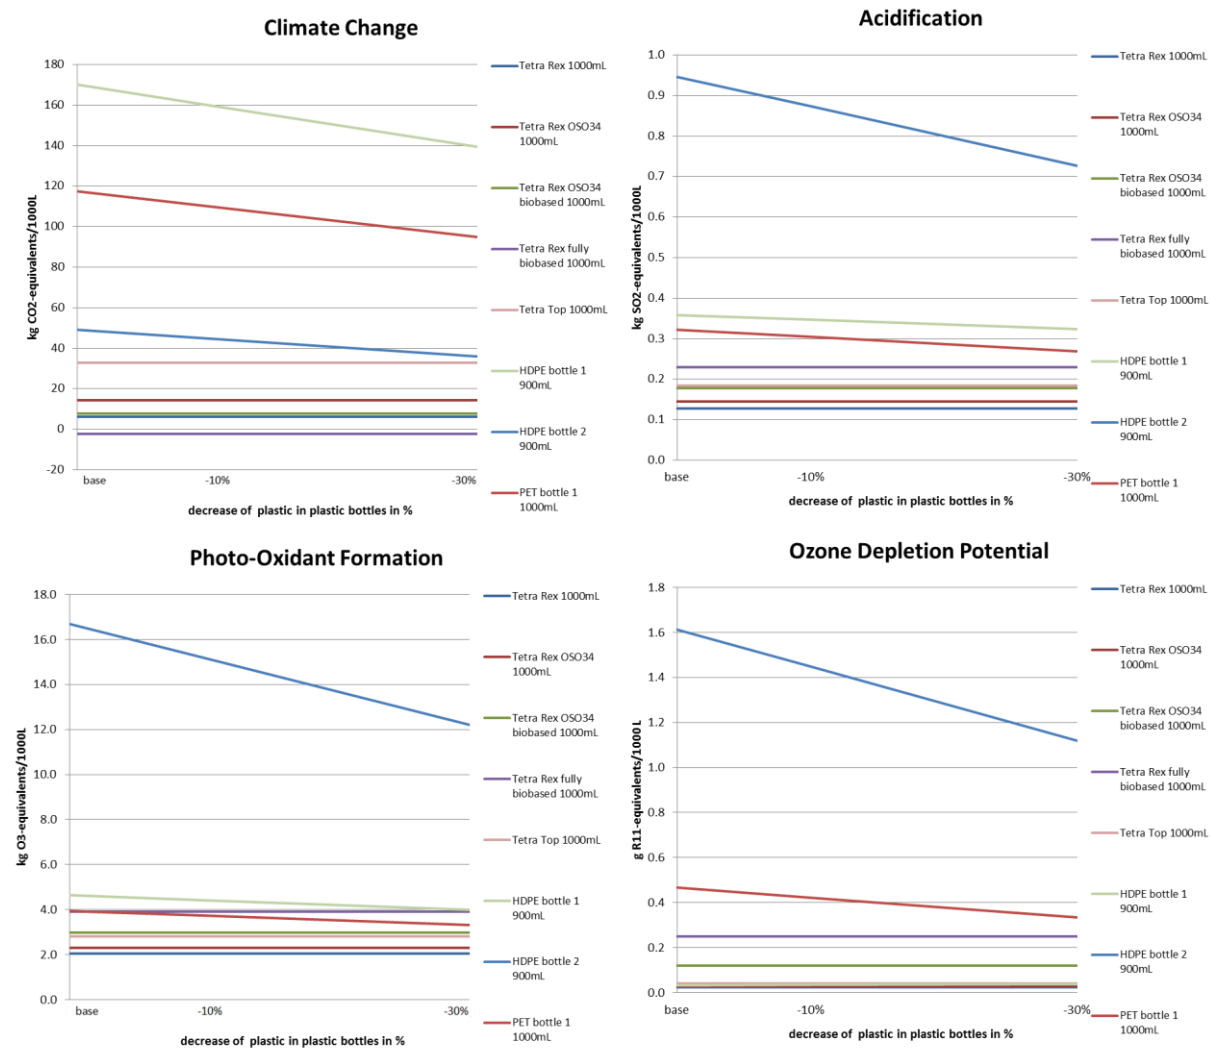 Climate Change
kg CO2-equivalents/1000L
180
160
140
120
100
80
60
40
20
0
-20
base
-10%
-30%
decrease of plastic in plastic bottles in %
Tetra Rex 1000mL
Tetra Rex OSO34
1000mL
Tetra Rex OSO34
biobased 1000mL
Tetra Rex fully
biobased 1000mL
Tetra Top 1000mL
HDPE bottle 1
900mL
HDPE bottle 2
900mL
PET bottle 1
1000mL
Acidification
kg SO2-equivalents/1000L
1.0
0.9
0.8
0.7
0.6
0.5
0.4
0.3
0.2
0.1
0.0
base
-10%
-30%
decrease of plastic in plastic bottles in %
Tetra Rex 1000mL
Tetra Rex OSO34
1000mL
Tetra Rex OSO34
biobased 1000mL
Tetra Rex fully
biobased 1000mL
Tetra Top 1000mL
HDPE bottle 1
900mL
HDPE bottle 2
900mL
PET bottle 1
1000mL
Photo-Oxidant Formation
kg O3-equivalents/1000L
18.0
16.0
14.0
12.0
10.0
8.0
6.0
4.0
2.0
0.0
base
-10%
-30%
decrease of plastic in plastic bottles in %
Tetra Rex 1000mL
Tetra Rex OSO34
1000mL
Tetra Rex OSO34
biobased 1000mL
Tetra Rex fully
biobased 1000mL
Tetra Top 1000mL
HDPE bottle 1
900mL
HDPE bottle 2
900mL
PET bottle 1
1000mL
Ozone Depletion Potential
g R11-equivalents/1000L
1.8
1.6
1.4
1.2
1.0
0.8
0.6
0.4
0.2
0.0
base
-10%
-30%
decrease of plastic in plastic bottles in %
Tetra Rex 1000mL
Tetra Rex OSO34
1000mL
Tetra Rex OSO34
biobased 1000mL
Tetra Rex fully
biobased 1000mL
Tetra Top 1000mL
HDPE bottle 1
900mL
HDPE bottle 2
900mL
PET bottle 1
1000mL